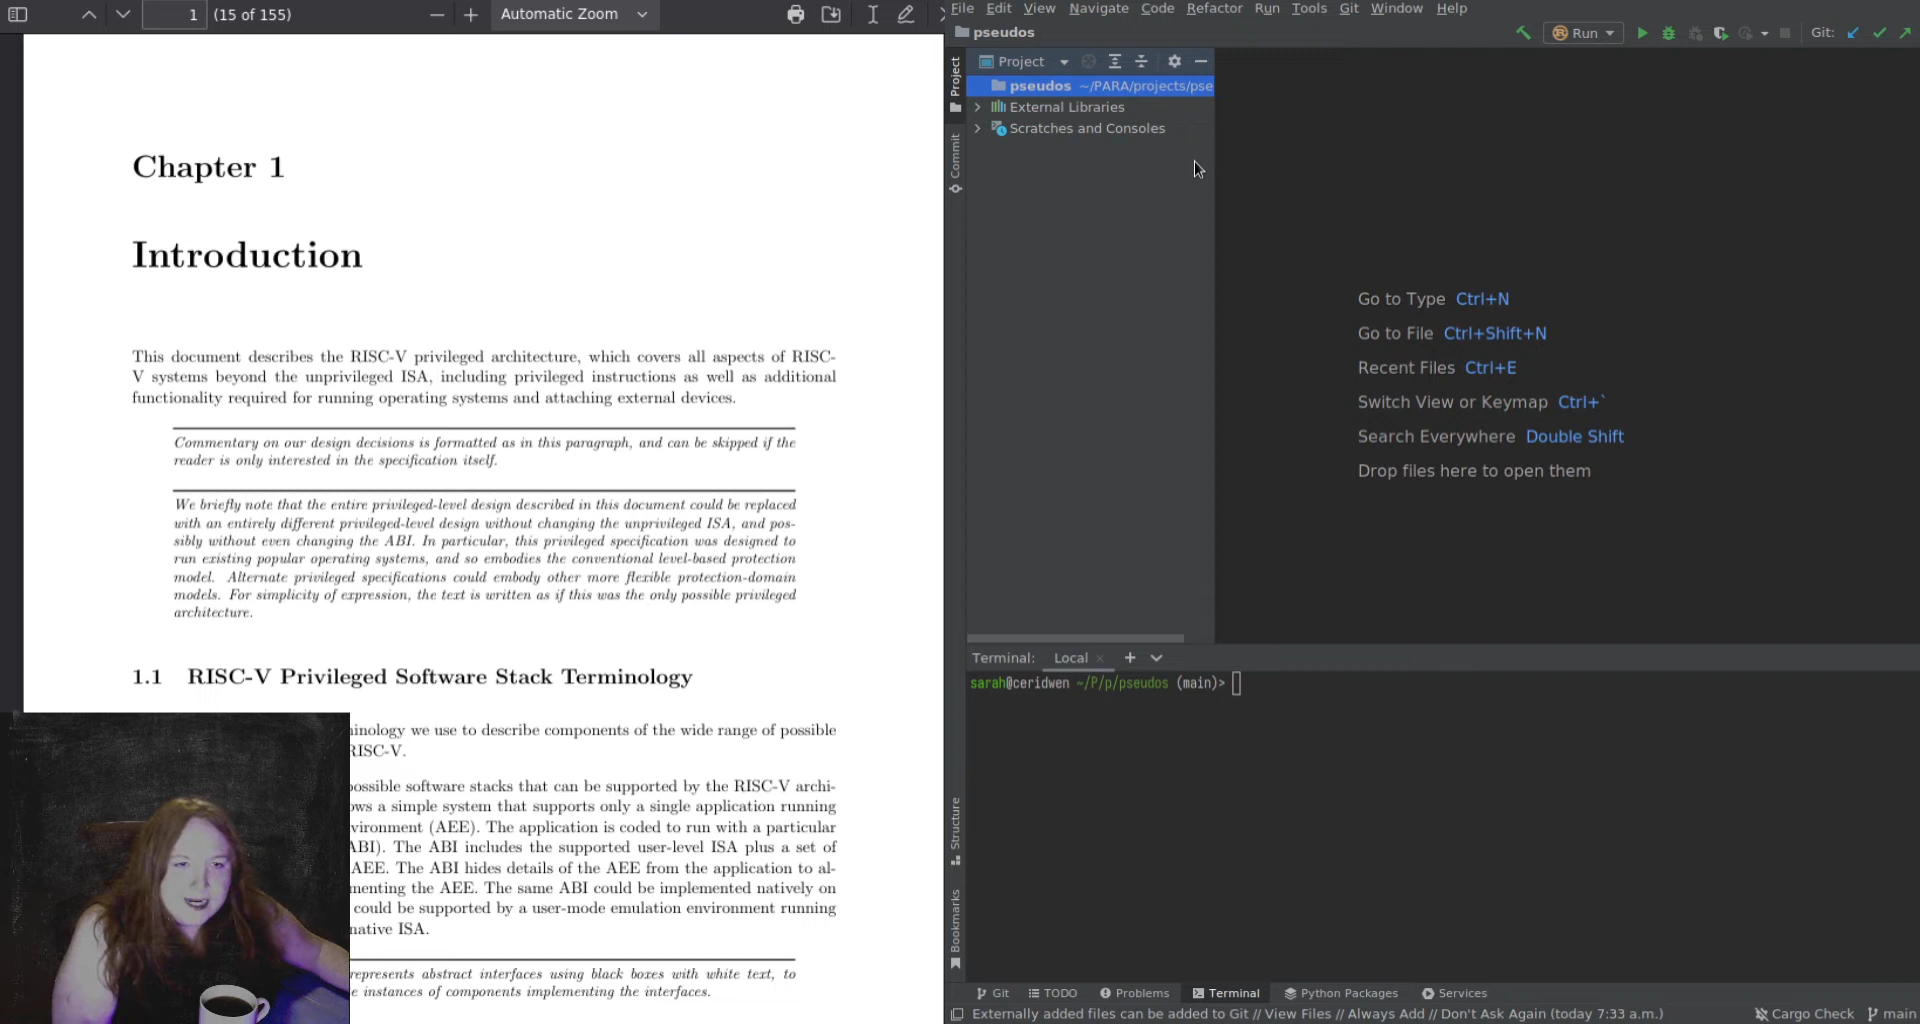 1 (15 of 155) Automatic Zoom
Chapter 1
Introduction
This document describes the RISC-V privileged architecture, which covers all aspects of RISC-
V systems beyond the unprivileged ISA, including privileged instructions as well as additional
functionality required for running operating systems and attaching external devices.
Commentary on our design decisions is formatted as in this paragraph, and can be skipped if the
reader is only interested in the specification itself.
We briefly note that the entire privileged-level design described in this document could be replaced
with an entirely different privileged-level design without changing the unprivileged ISA, and pos-
sibly without even changing the ABI. In particular, this privileged specification was designed to
run existing popular operating systems, and so embodies the conventional level-based protection
model. Alternate privileged specifications could embody other more flexible protection-domain
models. For simplicity of expression, the text is written as if this was the only possible privileged
architecture.
1.1 RISC-V Privileged Software Stack Terminology
inology we use to describe components of the wide range of possible
RISC-V.
possible software stacks that can be supported by the RISC-V archi-
ows a simple system that supports only a single application running
vironment (AEE). The application is coded to run with a particular
ABI). The ABI includes the supported user-level ISA plus a set of
AEE. The ABI hides details of the AEE from the application to al-
menting the AEE. The same ABI could be implemented natively on
could be supported by a user-mode emulation environment running
native ISA.
represents abstract interfaces using black boxes with white text, to
e instances of components implementing the interfaces.
File Edit View Navigate Code Refactor Run Tools Git Window Help
pseudos
Run
Git:
Project
Project
pseudos ~/PARA/projects/pse
External Libraries
Scratches and Consoles
Commit
Go to Type Ctrl+N
Go to File Ctrl+Shift+N
Recent Files Ctrl+E
Switch View or Keymap Ctrl+`
Search Everywhere Double Shift
Drop files here to open them
Terminal: Local
sarah@ceridwen ~/P/p/pseudos (main)>
Structure
Bookmarks
Git TODO Problems Terminal Python Packages Services
Externally added files can be added to Git // View Files // Always Add // Don't Ask Again (today 7:33 a.m.)
Cargo Check main